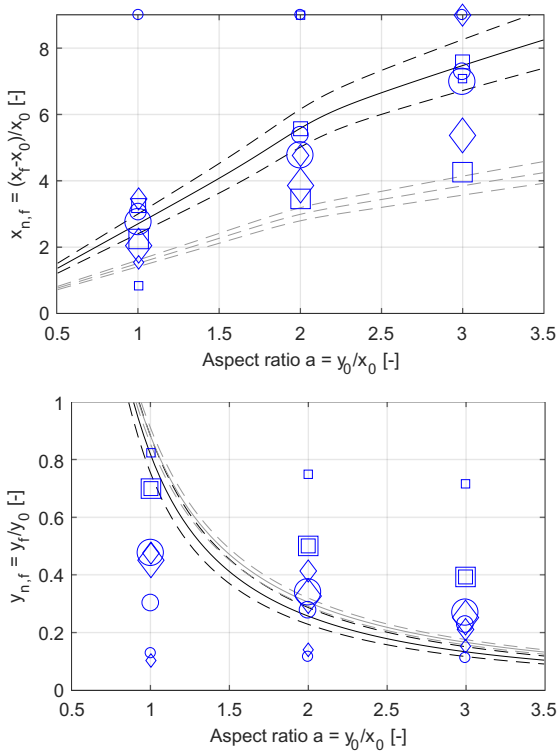 8
6
4
2
0
x_{n,f} = (x_f-x_0)/x_0 [-]
0.5 1 1.5 2 2.5 3 3.5
Aspect ratio a = y_0/x_0 [-]
1
0.8
0.6
0.4
0.2
0
y_{n,f} = y_f/y_0 [-]
0.5 1 1.5 2 2.5 3 3.5
Aspect ratio a = y_0/x_0 [-]